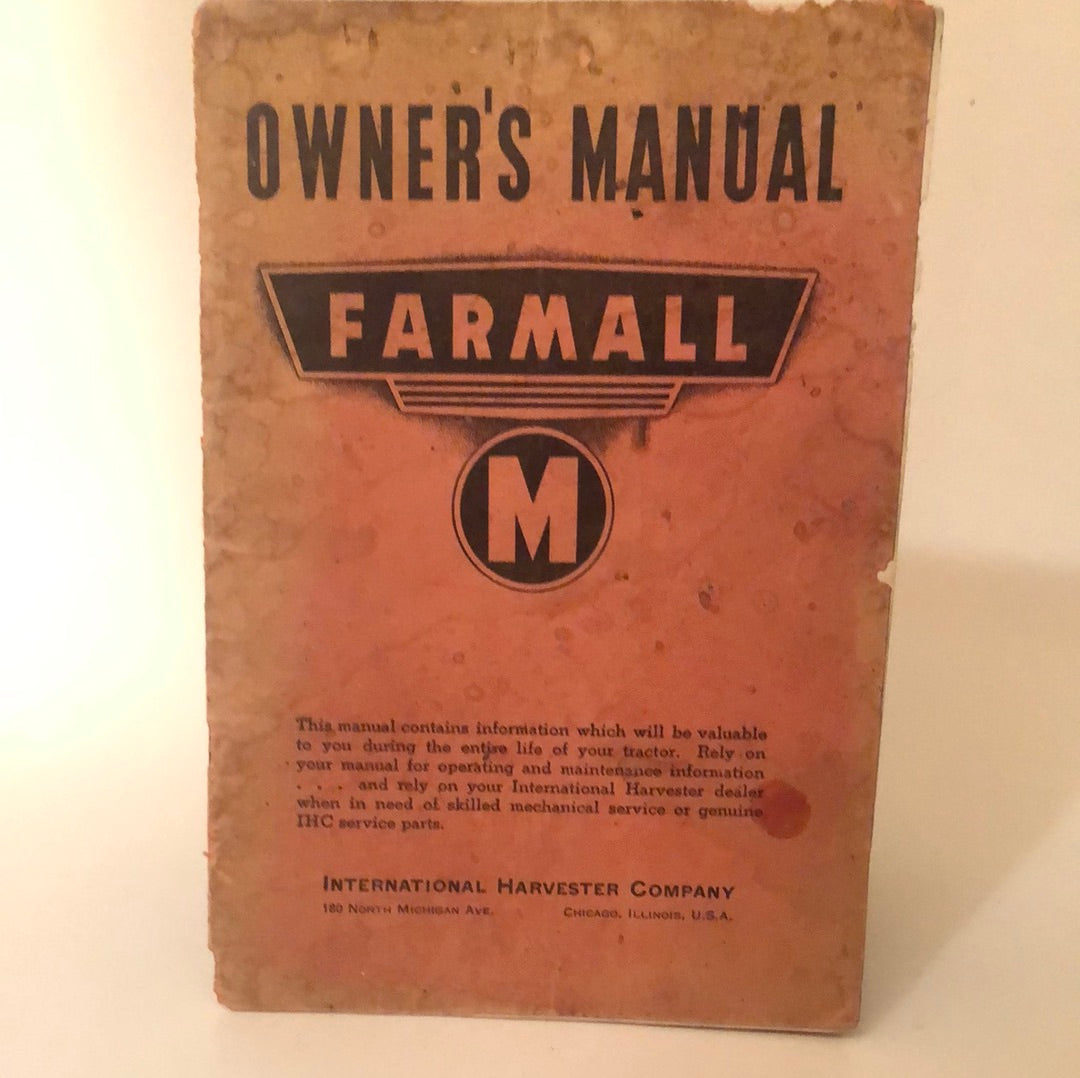 OWNER'S MANUAL
FARMALL
M
This manual contains information which will be valuable
to you during the entire life of your tractor. Rely on
your manual for operating and maintenance information
. . . and rely on your International Harvester dealer
when in need of skilled mechanical service or genuine
IHC service parts.
INTERNATIONAL HARVESTER COMPANY
180 NORTH MICHIGAN AVE. CHICAGO, ILLINOIS, U.S.A.